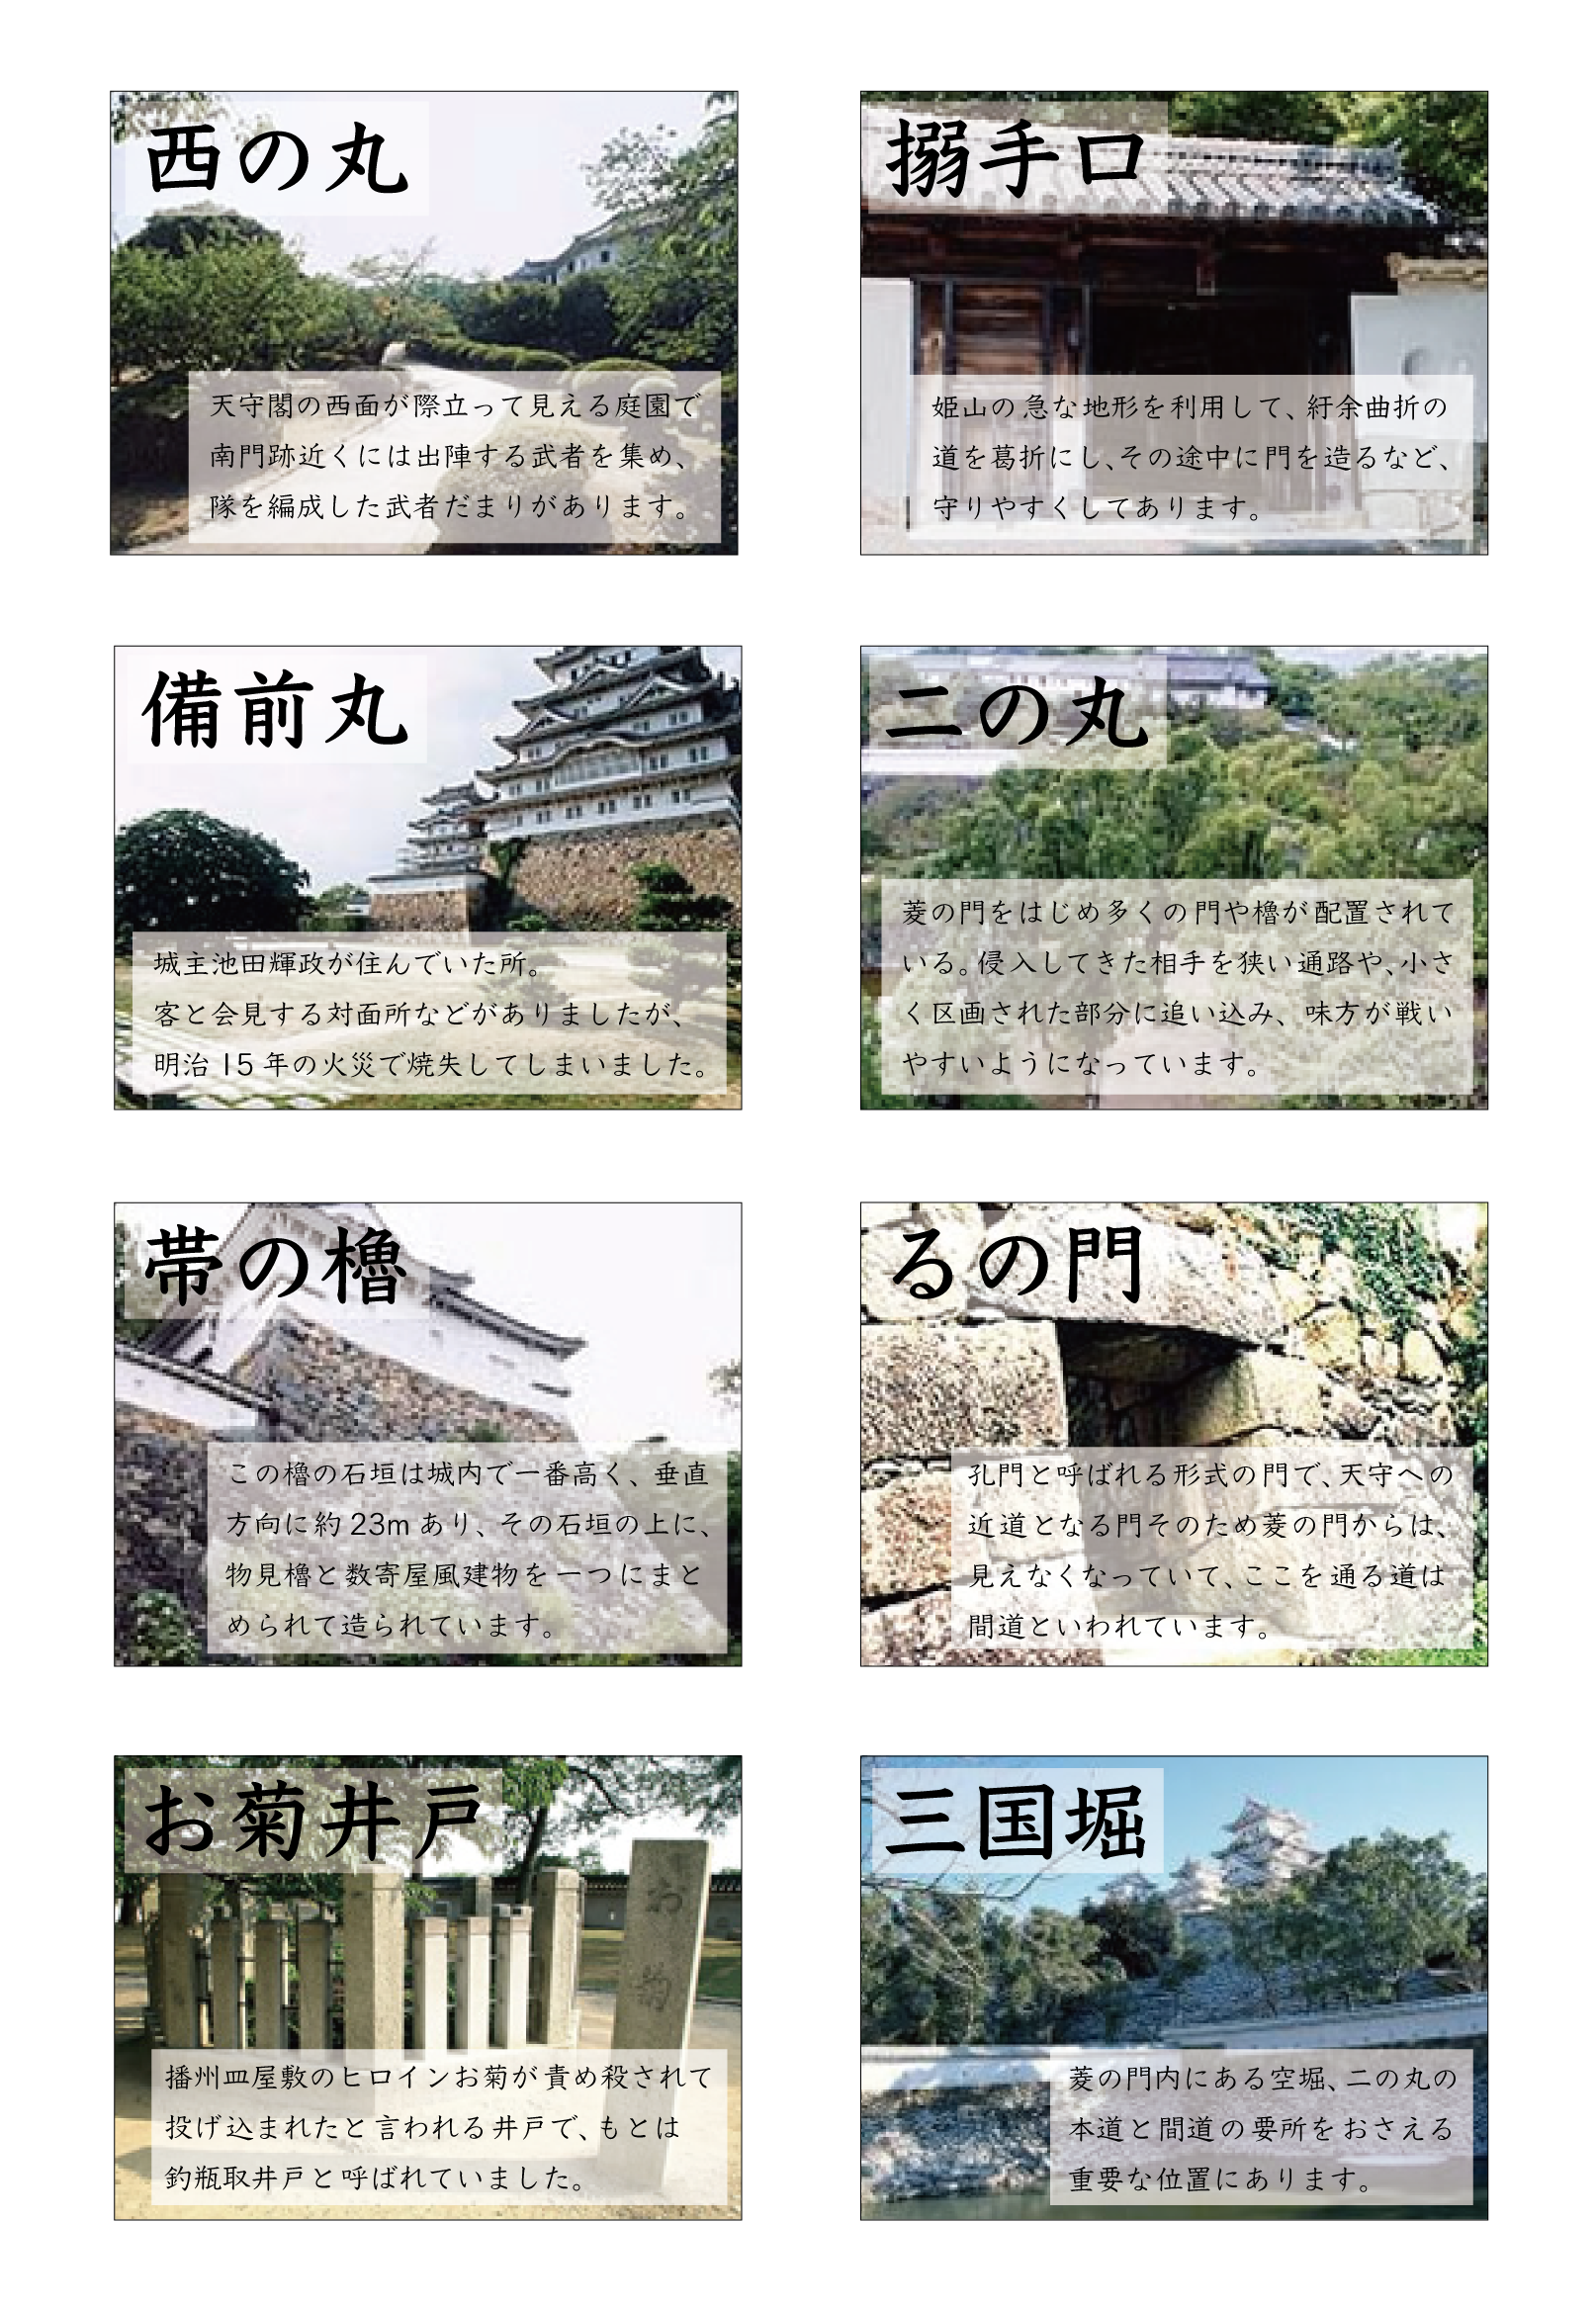 西の丸
天守閣の西面が際立って見える庭園で
南門跡近くには出陣する武者を集め、
隊を編成した武者だまりがあります。
搦手口
姫山の急な地形を利用して、紆余曲折の
道を葛折にし、その途中に門を造るなど、
守りやすくしてあります。
備前丸
城主池田輝政が住んでいた所。
客と会見する対面所などがありましたが、
明治15年の火災で焼失してしまいました。
二の丸
菱の門をはじめ多くの門や櫓が配置されて
いる。侵入してきた相手を狭い通路や、小さ
く区画された部分に追い込み、味方が戦い
やすいようになっています。
帯の櫓
この櫓の石垣は城内で一番高く、垂直
方向に約23mあり、その石垣の上に、
物見櫓と数寄屋風建物を一つにまと
められて造られています。
るの門
孔門と呼ばれる形式の門で、天守への
近道となる門そのため菱の門からは、
見えなくなっていて、ここを通る道は
間道といわれています。
お菊井戸
お菊
播州皿屋敷のヒロインお菊が責め殺されて
投げ込まれたと言われる井戸で、もとは
釣瓶取井戸と呼ばれていました。
三国堀
菱の門内にある空堀、二の丸の
本道と間道の要所をおさえる
重要な位置にあります。